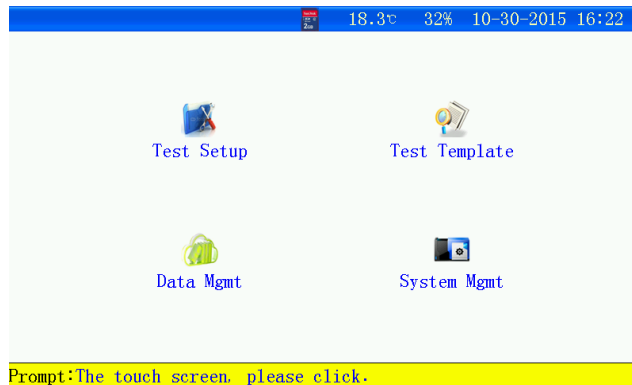 18.3℃ 32% 10-30-2015 16:22
Test Setup
Test Template
Data Mgmt
System Mgmt
Prompt:The touch screen, please click.